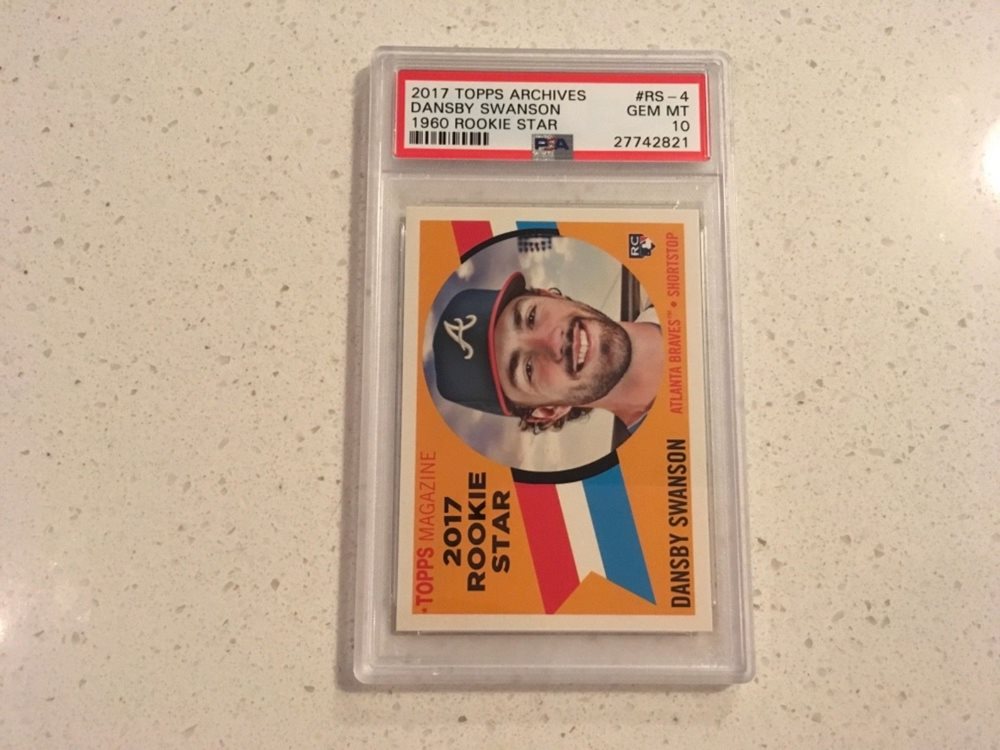 2017 TOPPS ARCHIVES #RS-4
DANSBY SWANSON GEM MT
1960 ROOKIE STAR 10
PSA 27742821
•TOPPS MAGAZINE
2017
ROOKIE
STAR
A
RC
DANSBY SWANSON
ATLANTA BRAVES™ • SHORTSTOP